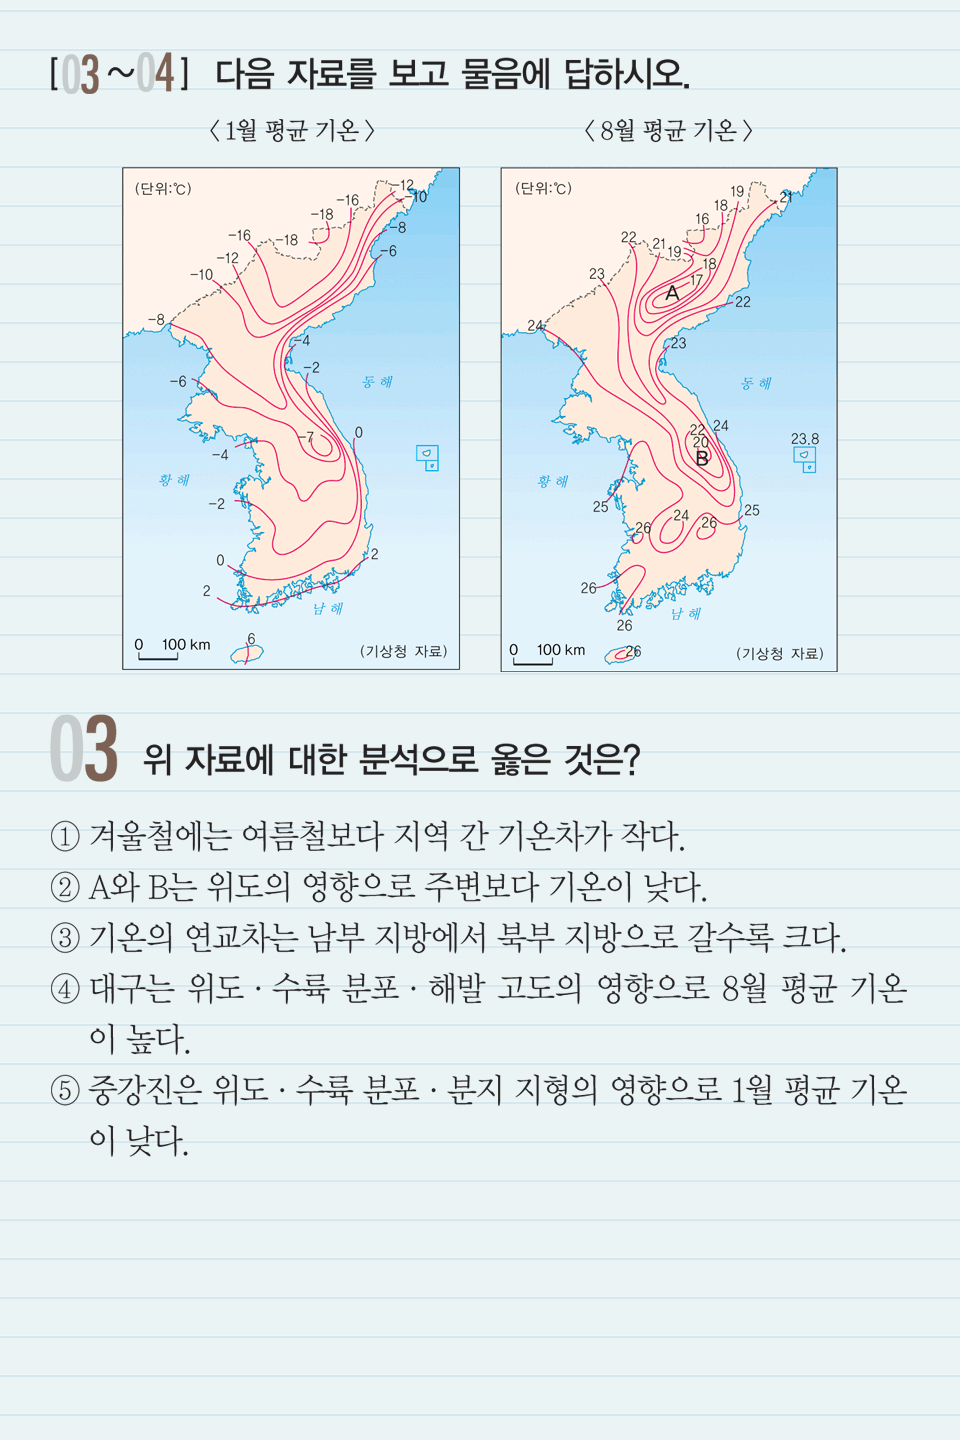 [03~04] 다음 자료를 보고 물음에 답하시오.
〈 1월 평균 기온 〉
〈 8월 평균 기온 〉
(단위:℃)
-12
-10
-16
-18
-8
-16
-18
-6
-12
-10
-8
-4
-2
-6
동해
0
-7
-4
황해
-2
0
2
2
남해
6
0 100 km
(기상청 자료)
(단위:℃)
19
21
18
16
22
21
19
18
23
17
A
22
24
23
동해
24
22
20
23.8
B
황해
25
25
24
26
26
26
남해
26
26
0 100 km
(기상청 자료)
03 위 자료에 대한 분석으로 옳은 것은?
① 겨울철에는 여름철보다 지역 간 기온차가 작다.
② A와 B는 위도의 영향으로 주변보다 기온이 낮다.
③ 기온의 연교차는 남부 지방에서 북부 지방으로 갈수록 크다.
④ 대구는 위도 · 수륙 분포 · 해발 고도의 영향으로 8월 평균 기온
이 높다.
⑤ 중강진은 위도 · 수륙 분포 · 분지 지형의 영향으로 1월 평균 기온
이 낮다.